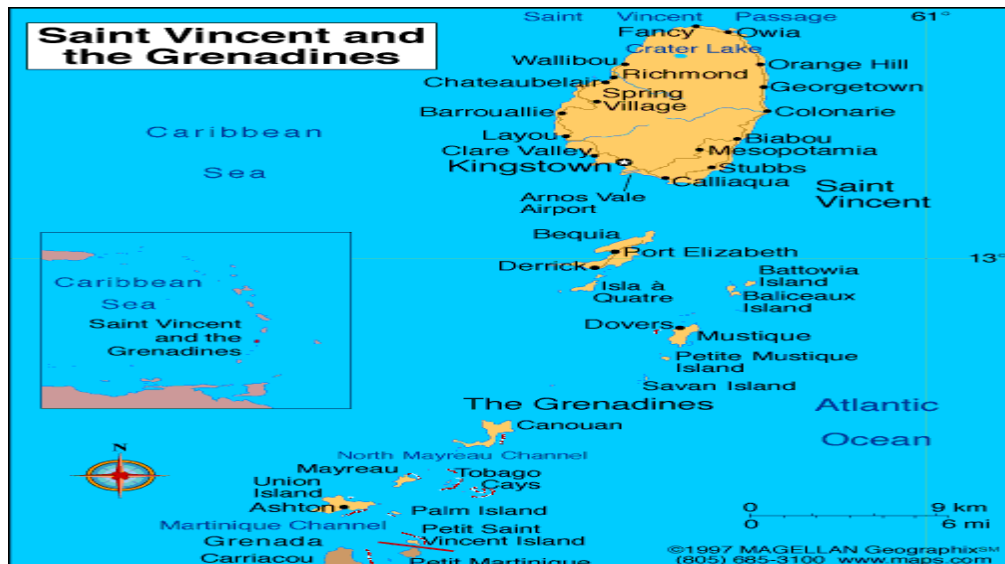 Saint Vincent and
the Grenadines
Saint Vincent Passage
61°
Fancy
Owia
Crater Lake
Wallibou
Orange Hill
Richmond
Chateaubelair
Georgetown
Spring
Village
Barrouallie
Colonarie
Caribbean
Sea
Layou
Biabou
Clare Valley
Mesopotamia
Kingstown
Stubbs
Calliaqua
Saint
Vincent
Arnos Vale
Airport
Bequia
Port Elizabeth
13°
Derrick
Battowia
Island
Isla à
Quatre
Baliceaux
Island
Caribbean
Sea
Saint Vincent
and the
Grenadines
Dovers
Mustique
Petite Mustique
Island
Savan Island
The Grenadines
Atlantic
Ocean
Canouan
North Mayreau Channel
N
Mayreau
Tobago
Cays
Union
Island
Ashton
Palm Island
0 9 km
0 6 mi
Martinique Channel
Petit Saint
Vincent Island
Grenada
Carriacou
Petit Martinique
©1997 MAGELLAN Geographix℠
(805) 685-3100 www.maps.com